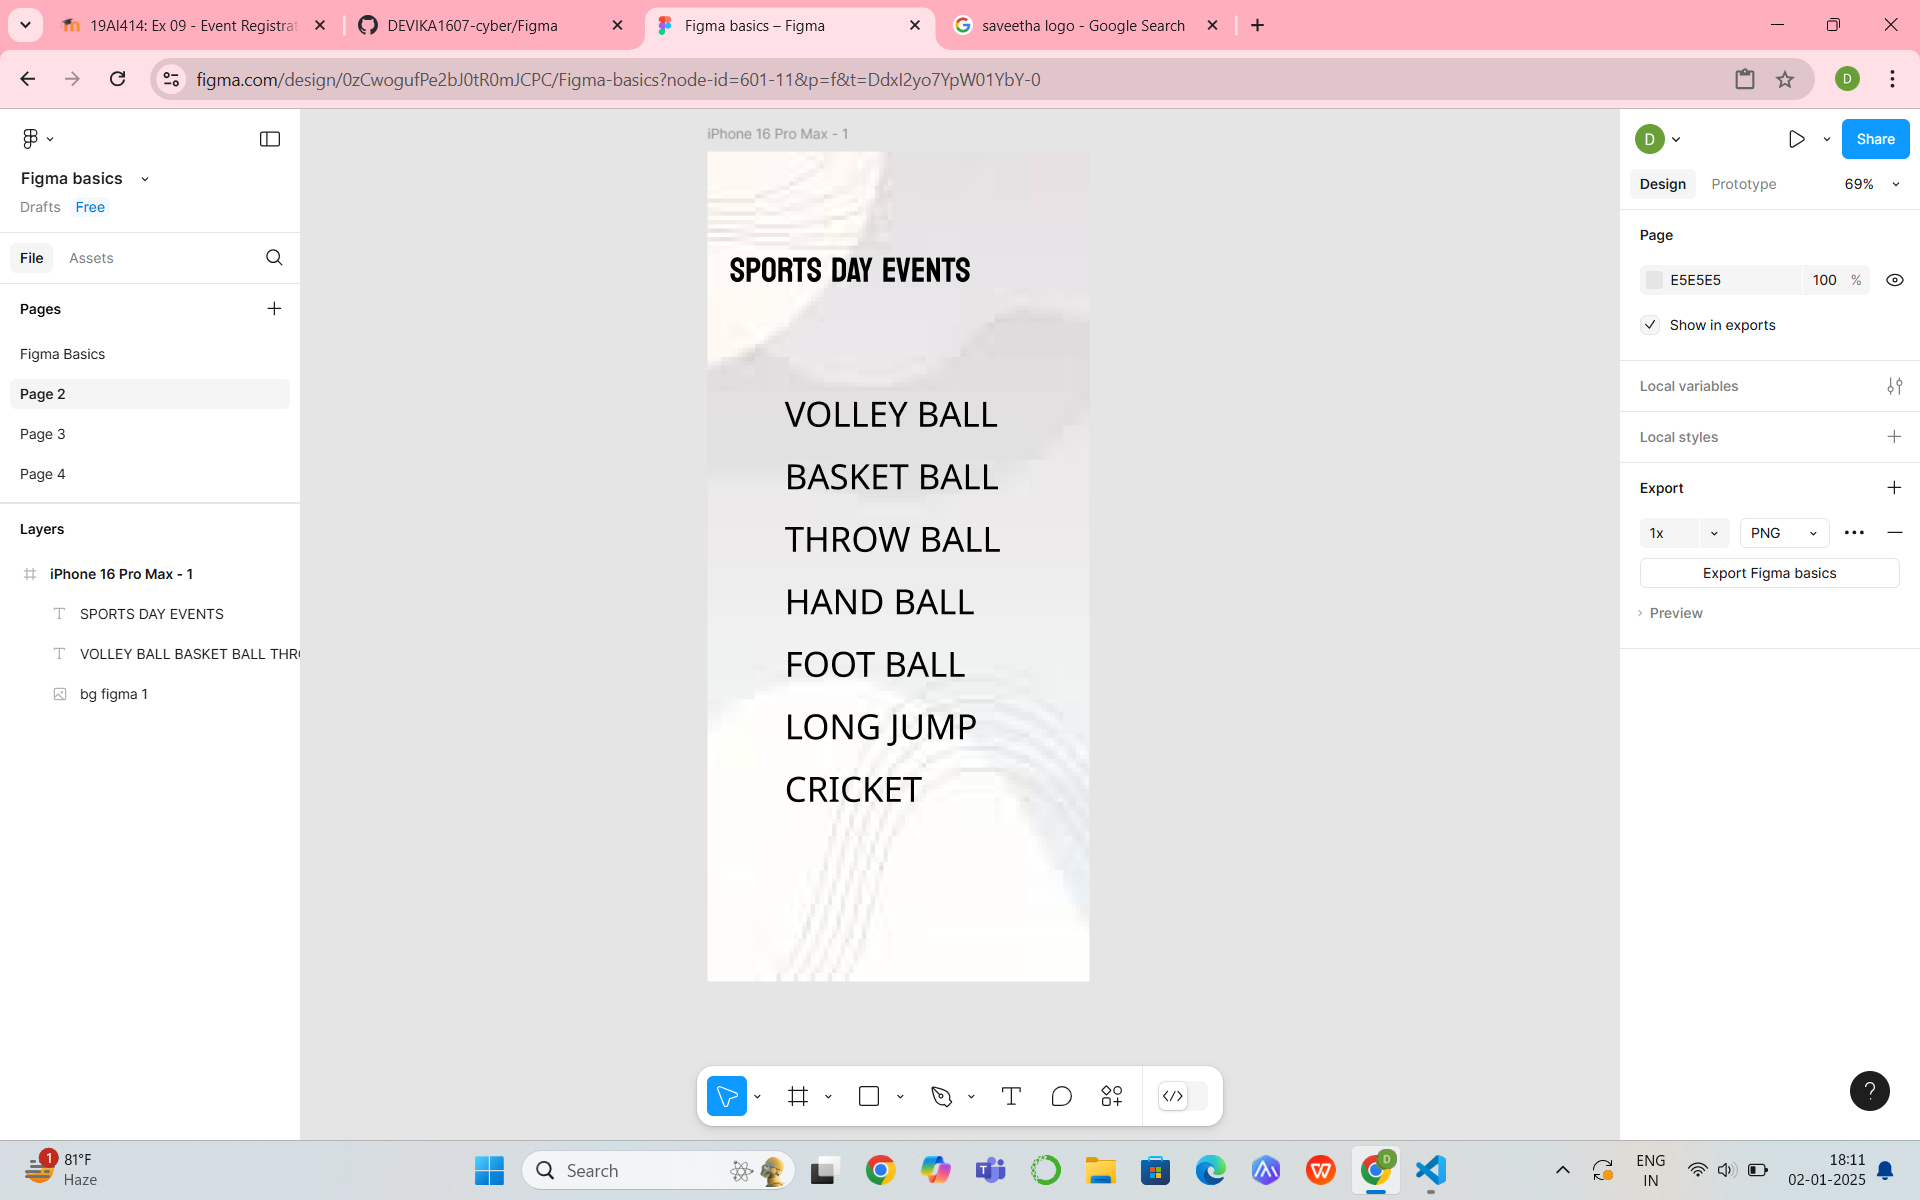 19AI414: Ex 09 - Event Registrat
DEVIKA1607-cyber/Figma
Figma basics – Figma
saveetha logo - Google Search
figma.com/design/0zCwogufPe2bJ0tR0mJCPC/Figma-basics?node-id=601-11&p=f&t=DdxI2yo7YpW01YbY-0
D
Figma basics
Drafts Free
File Assets
Pages
Figma Basics
Page 2
Page 3
Page 4
Layers
iPhone 16 Pro Max - 1
SPORTS DAY EVENTS
VOLLEY BALL BASKET BALL THRO
bg figma 1
iPhone 16 Pro Max - 1
SPORTS DAY EVENTS
VOLLEY BALL
BASKET BALL
THROW BALL
HAND BALL
FOOT BALL
LONG JUMP
CRICKET
D
Share
Design Prototype 69%
Page
E5E5E5 100 %
Show in exports
Local variables
Local styles
Export
1x PNG
Export Figma basics
Preview
?
1
81°F
Haze
Search
D
ENG
IN
18:11
02-01-2025